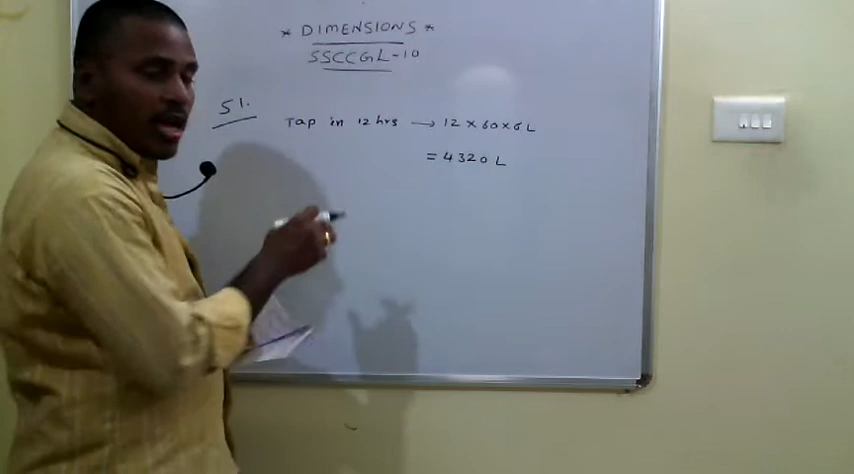 * DIMENSIONS *
SSCCGL-10
51.
Tap in 12 hrs → 12 × 60 × 6 L
= 4320 L